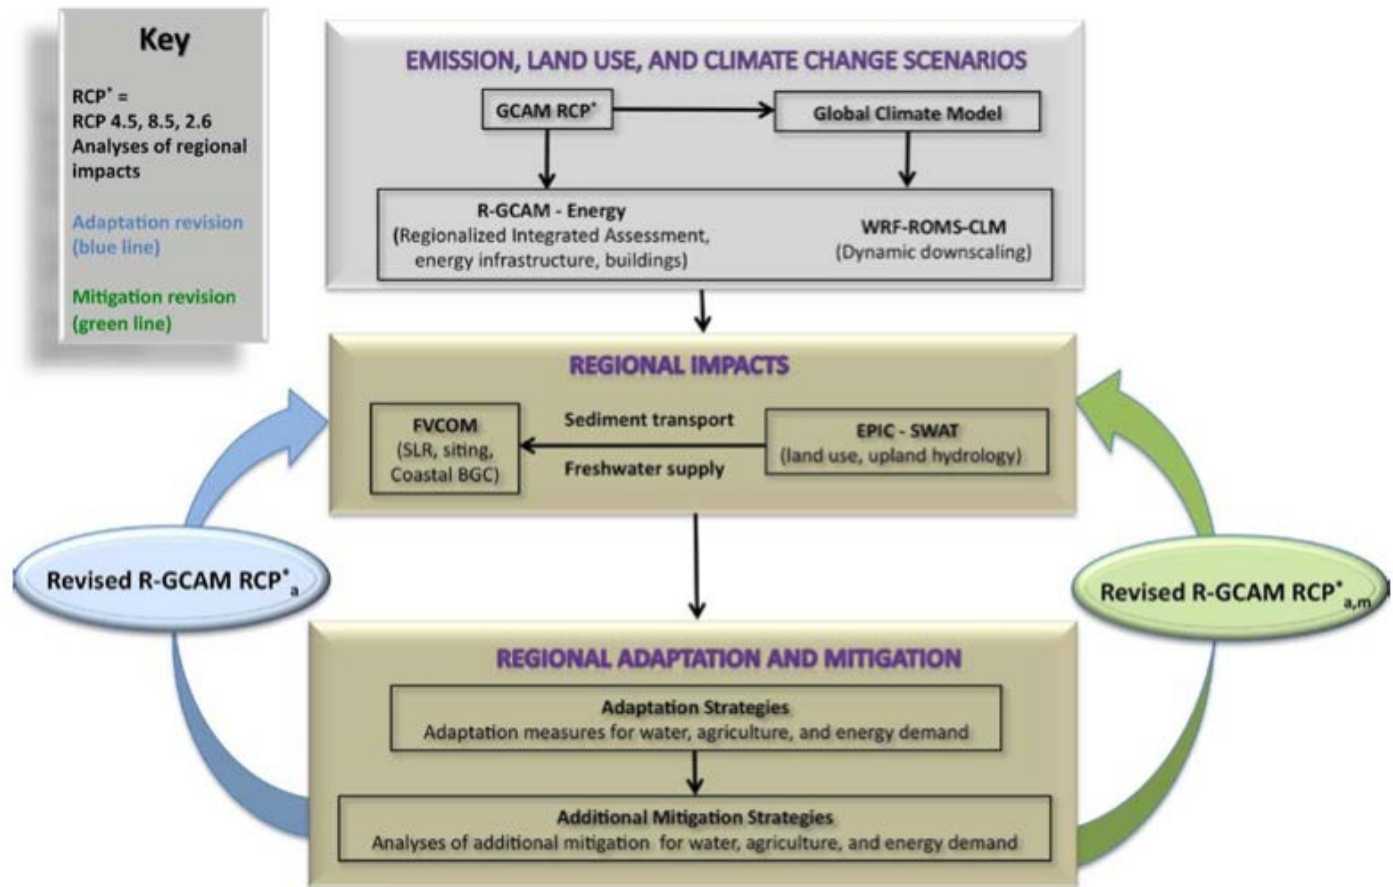 Key
RCP* =
RCP 4.5, 8.5, 2.6
Analyses of regional
impacts
Adaptation revision
(blue line)
Mitigation revision
(green line)
EMISSION, LAND USE, AND CLIMATE CHANGE SCENARIOS
GCAM RCP*
Global Climate Model
R-GCAM - Energy
(Regionalized Integrated Assessment,
energy infrastructure, buildings)
WRF-ROMS-CLM
(Dynamic downscaling)
REGIONAL IMPACTS
FVCOM
(SLR, siting,
Coastal BGC)
Sediment transport
Freshwater supply
EPIC - SWAT
(land use, upland hydrology)
Revised R-GCAM RCP*a
Revised R-GCAM RCP*a,m
REGIONAL ADAPTATION AND MITIGATION
Adaptation Strategies
Adaptation measures for water, agriculture, and energy demand
Additional Mitigation Strategies
Analyses of additional mitigation for water, agriculture, and energy demand